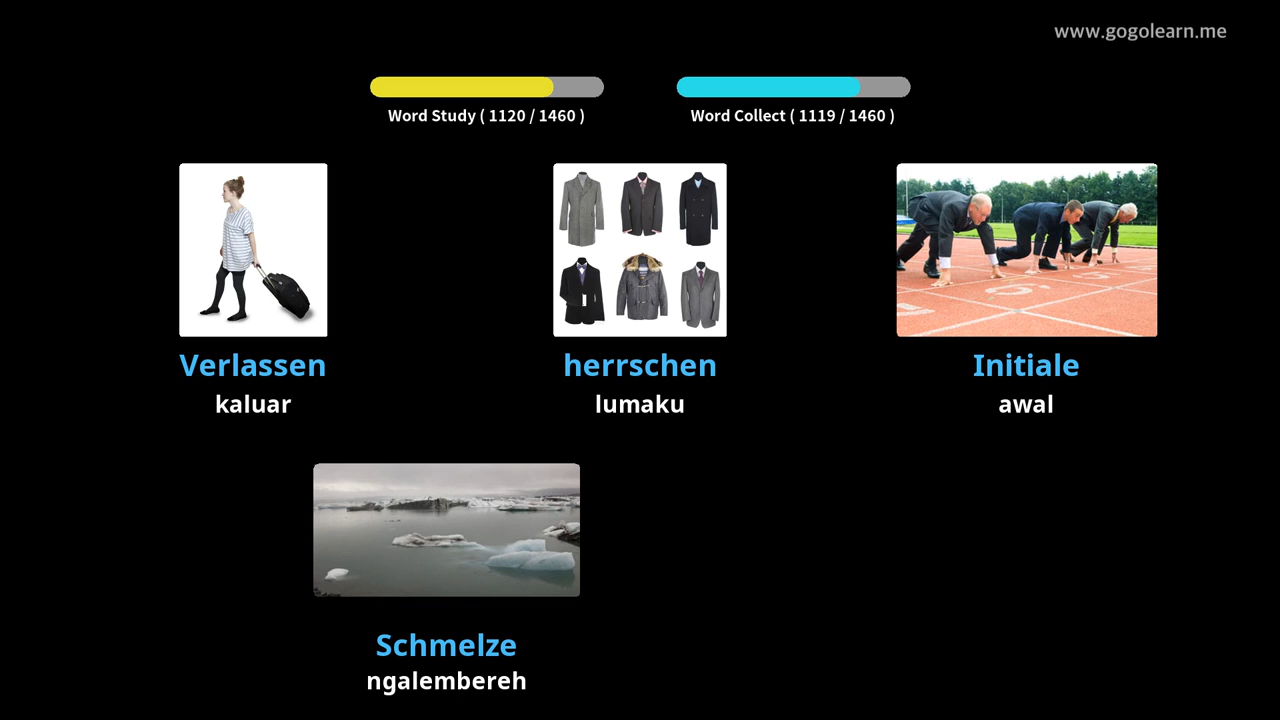 www.gogolearn.me
Word Study ( 1120 / 1460 )
Word Collect ( 1119 / 1460 )
Verlassen
kaluar
herrschen
lumaku
Initiale
awal
Schmelze
ngalembereh